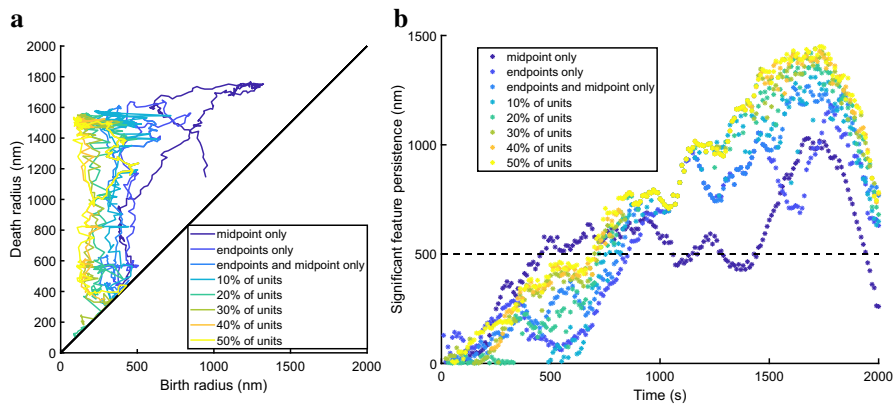 a
2000
1800
1600
1400
1200
1000
800
600
400
200
0
Death radius (nm)
midpoint only
endpoints only
endpoints and midpoint only
10% of units
20% of units
30% of units
40% of units
50% of units
0 500 1000 1500 2000
Birth radius (nm)
b
1500
1000
500
0
Significant feature persistence (nm)
midpoint only
endpoints only
endpoints and midpoint only
10% of units
20% of units
30% of units
40% of units
50% of units
0 500 1000 1500 2000
Time (s)